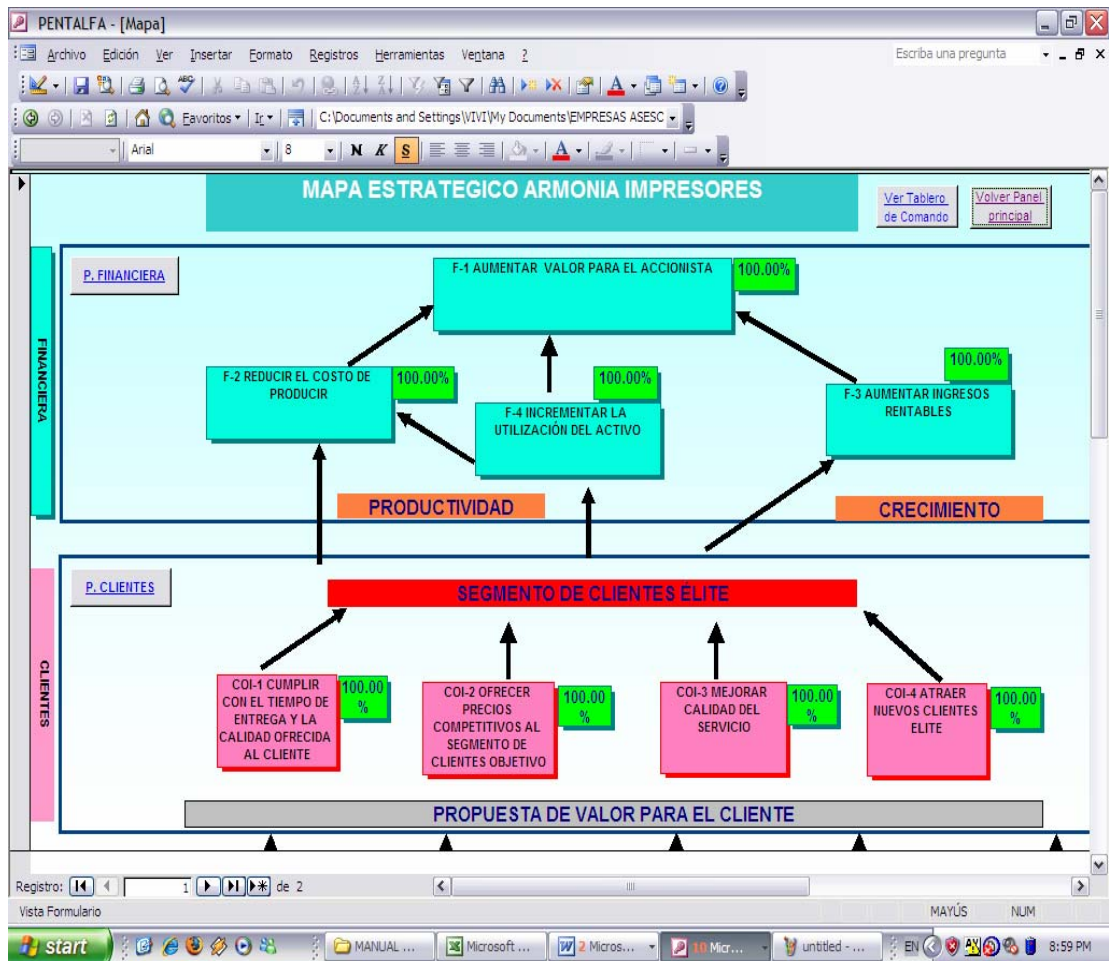 PENTALFA - [Mapa]
Archivo Edición Ver Insertar Formato Registros Herramientas Ventana ?
Escriba una pregunta
Favoritos
Ir
C:\Documents and Settings\VIVI\My Documents\EMPRESAS ASESC
Arial
8
N K S
MAPA ESTRATEGICO ARMONIA IMPRESORES
Ver Tablero
de Comando
Volver Panel
principal
FINANCIERA
P. FINANCIERA
F-1 AUMENTAR VALOR PARA EL ACCIONISTA
100.00%
F-2 REDUCIR EL COSTO DE
PRODUCIR
100.00%
F-4 INCREMENTAR LA
UTILIZACIÓN DEL ACTIVO
100.00%
F-3 AUMENTAR INGRESOS
RENTABLES
100.00%
PRODUCTIVIDAD
CRECIMIENTO
CLIENTES
P. CLIENTES
SEGMENTO DE CLIENTES ÉLITE
COI-1 CUMPLIR
CON EL TIEMPO DE
ENTREGA Y LA
CALIDAD OFRECIDA
AL CLIENTE
100.00
%
COI-2 OFRECER
PRECIOS
COMPETITIVOS AL
SEGMENTO DE
CLIENTES OBJETIVO
100.00
%
COI-3 MEJORAR
CALIDAD DEL
SERVICIO
100.00
%
COI-4 ATRAER
NUEVOS CLIENTES
ELITE
100.00
%
PROPUESTA DE VALOR PARA EL CLIENTE
Registro: 1 de 2
Vista Formulario
MAYÚS NUM
start
MANUAL ...
Microsoft ...
2 Micros...
10 Micr...
untitled - ...
EN
8:59 PM